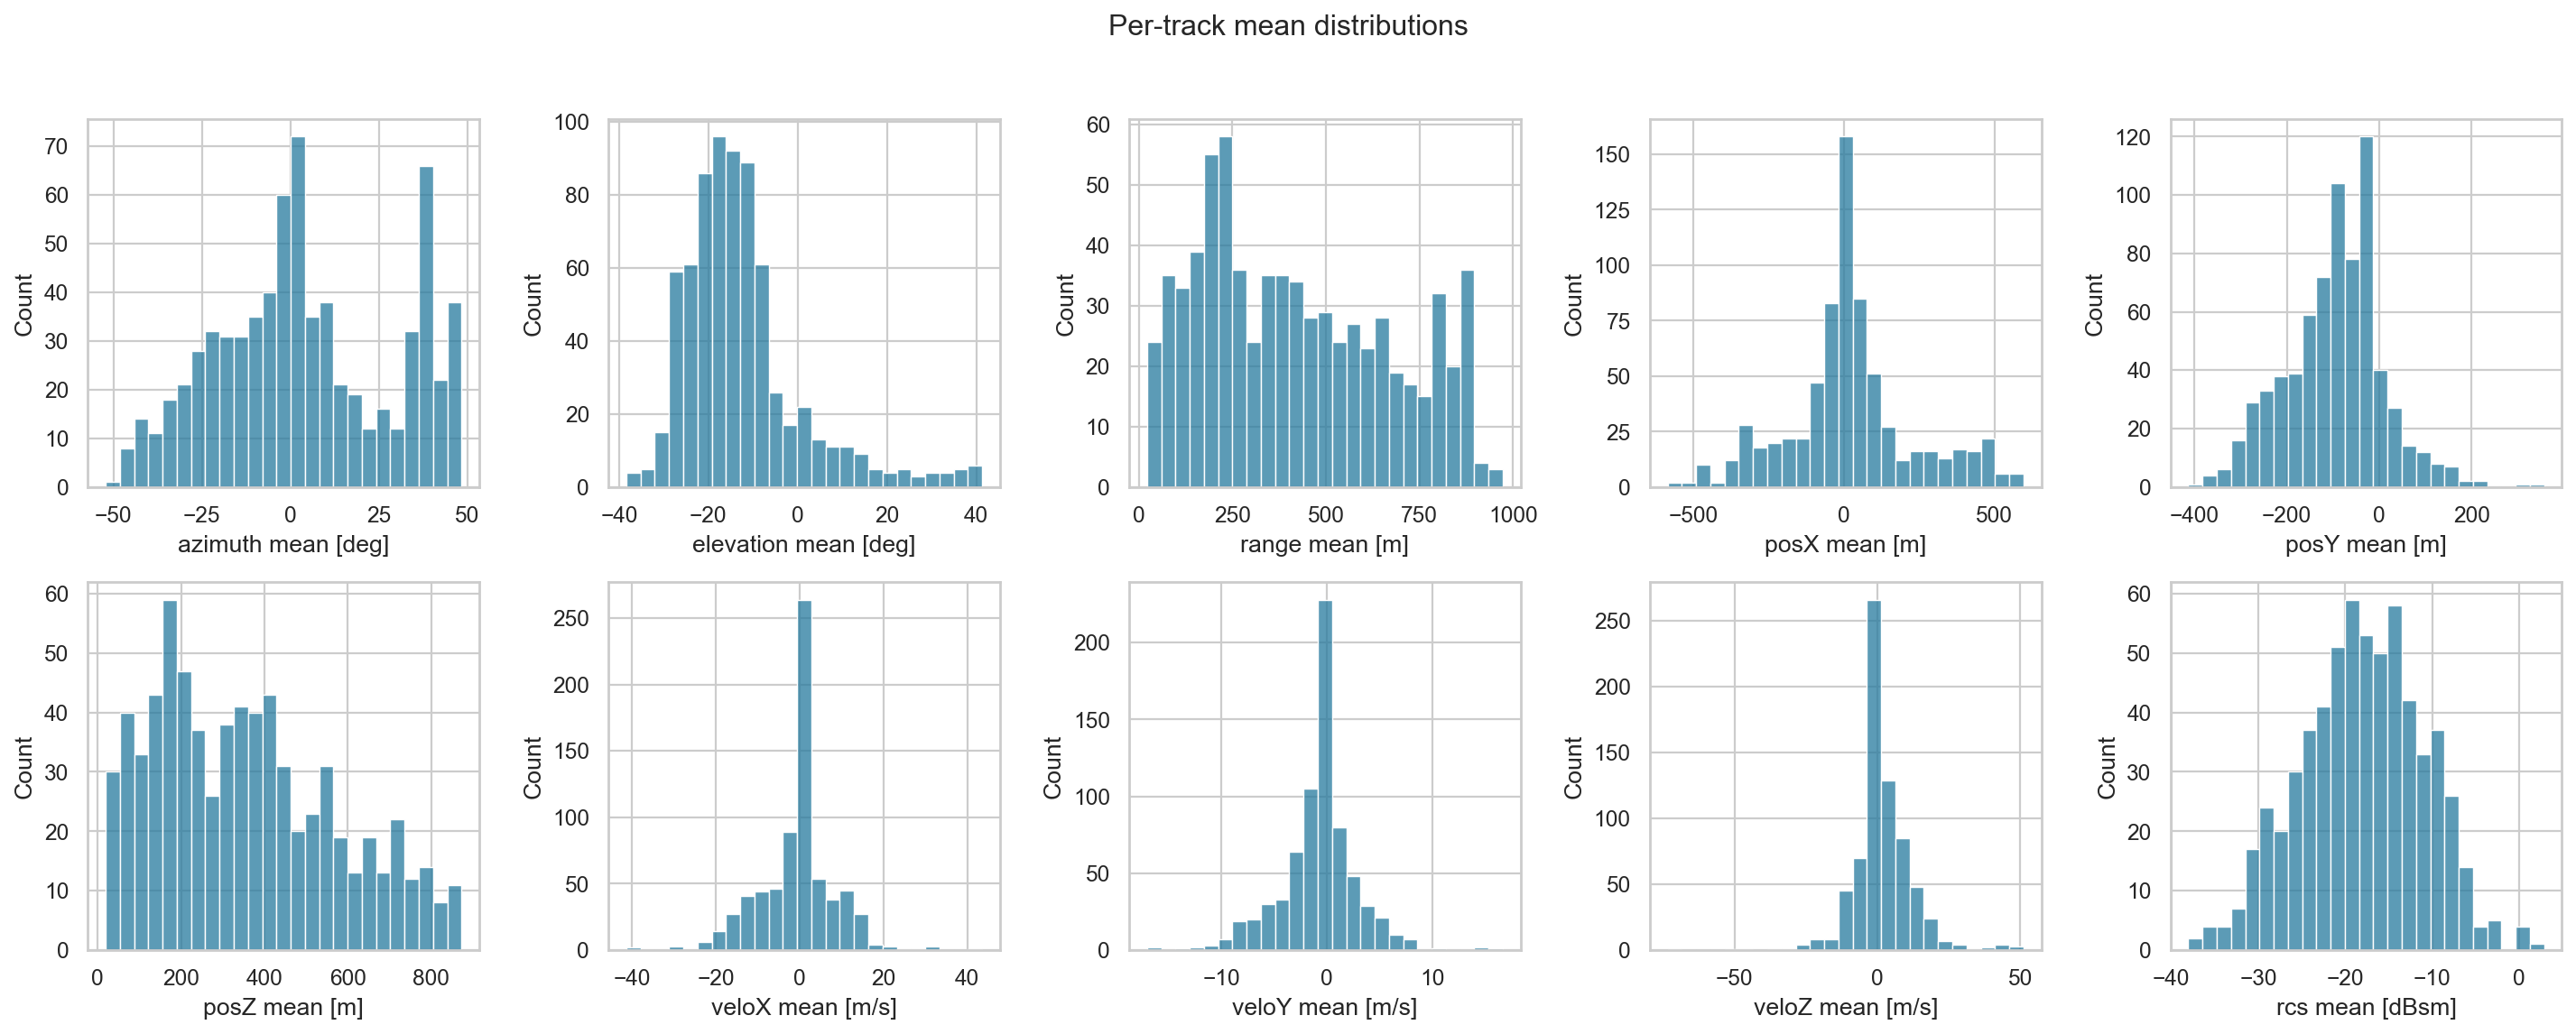 Per-track mean distributions
Count
0 10 20 30 40 50 60 70
−50 −25 0 25 50
azimuth mean [deg]
Count
0 20 40 60 80 100
−40 −20 0 20 40
elevation mean [deg]
Count
0 10 20 30 40 50 60
0 250 500 750 1000
range mean [m]
Count
0 25 50 75 100 125 150
−500 0 500
posX mean [m]
Count
0 20 40 60 80 100 120
−400 −200 0 200
posY mean [m]
Count
0 10 20 30 40 50 60
0 200 400 600 800
posZ mean [m]
Count
0 50 100 150 200 250
−40 −20 0 20 40
veloX mean [m/s]
Count
0 50 100 150 200
−10 0 10
veloY mean [m/s]
Count
0 50 100 150 200 250
−50 0 50
veloZ mean [m/s]
Count
0 10 20 30 40 50 60
−40 −30 −20 −10 0
rcs mean [dBsm]